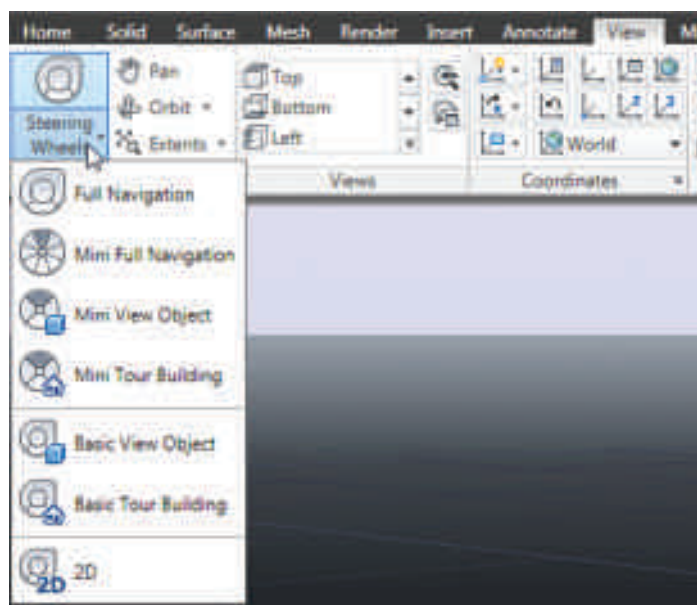 Home Solid Surface Mesh Render Insert Annotate View M
Steering
Wheels
Pan
Orbit
Extents
Top
Bottom
Left
World
Views
Coordinates
Full Navigation
Mini Full Navigation
Mini View Object
Mini Tour Building
Basic View Object
Basic Tour Building
2D 2D